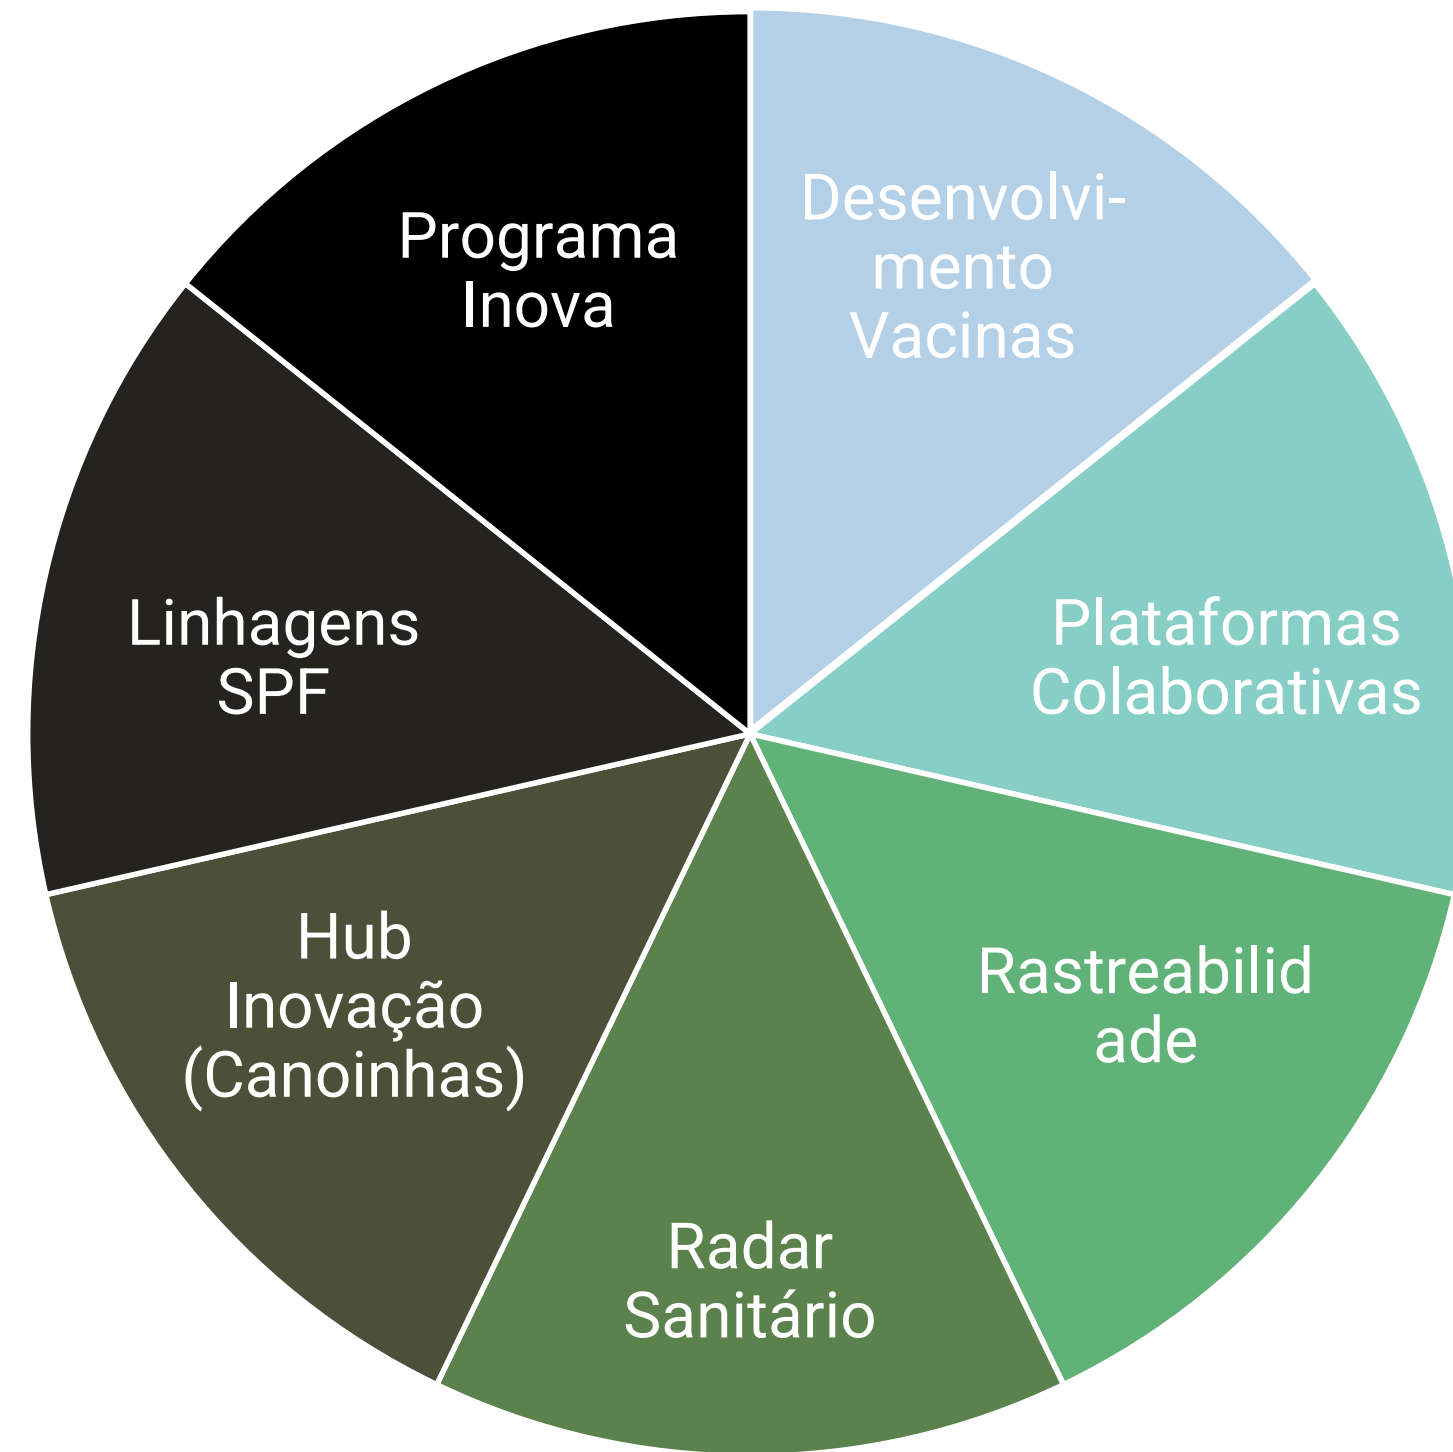 Programa
Inova
Desenvolvi-
mento
Vacinas
Linhagens
SPF
Plataformas
Colaborativas
Hub
Inovação
(Canoinhas)
Rastreabilid
ade
Radar
Sanitário